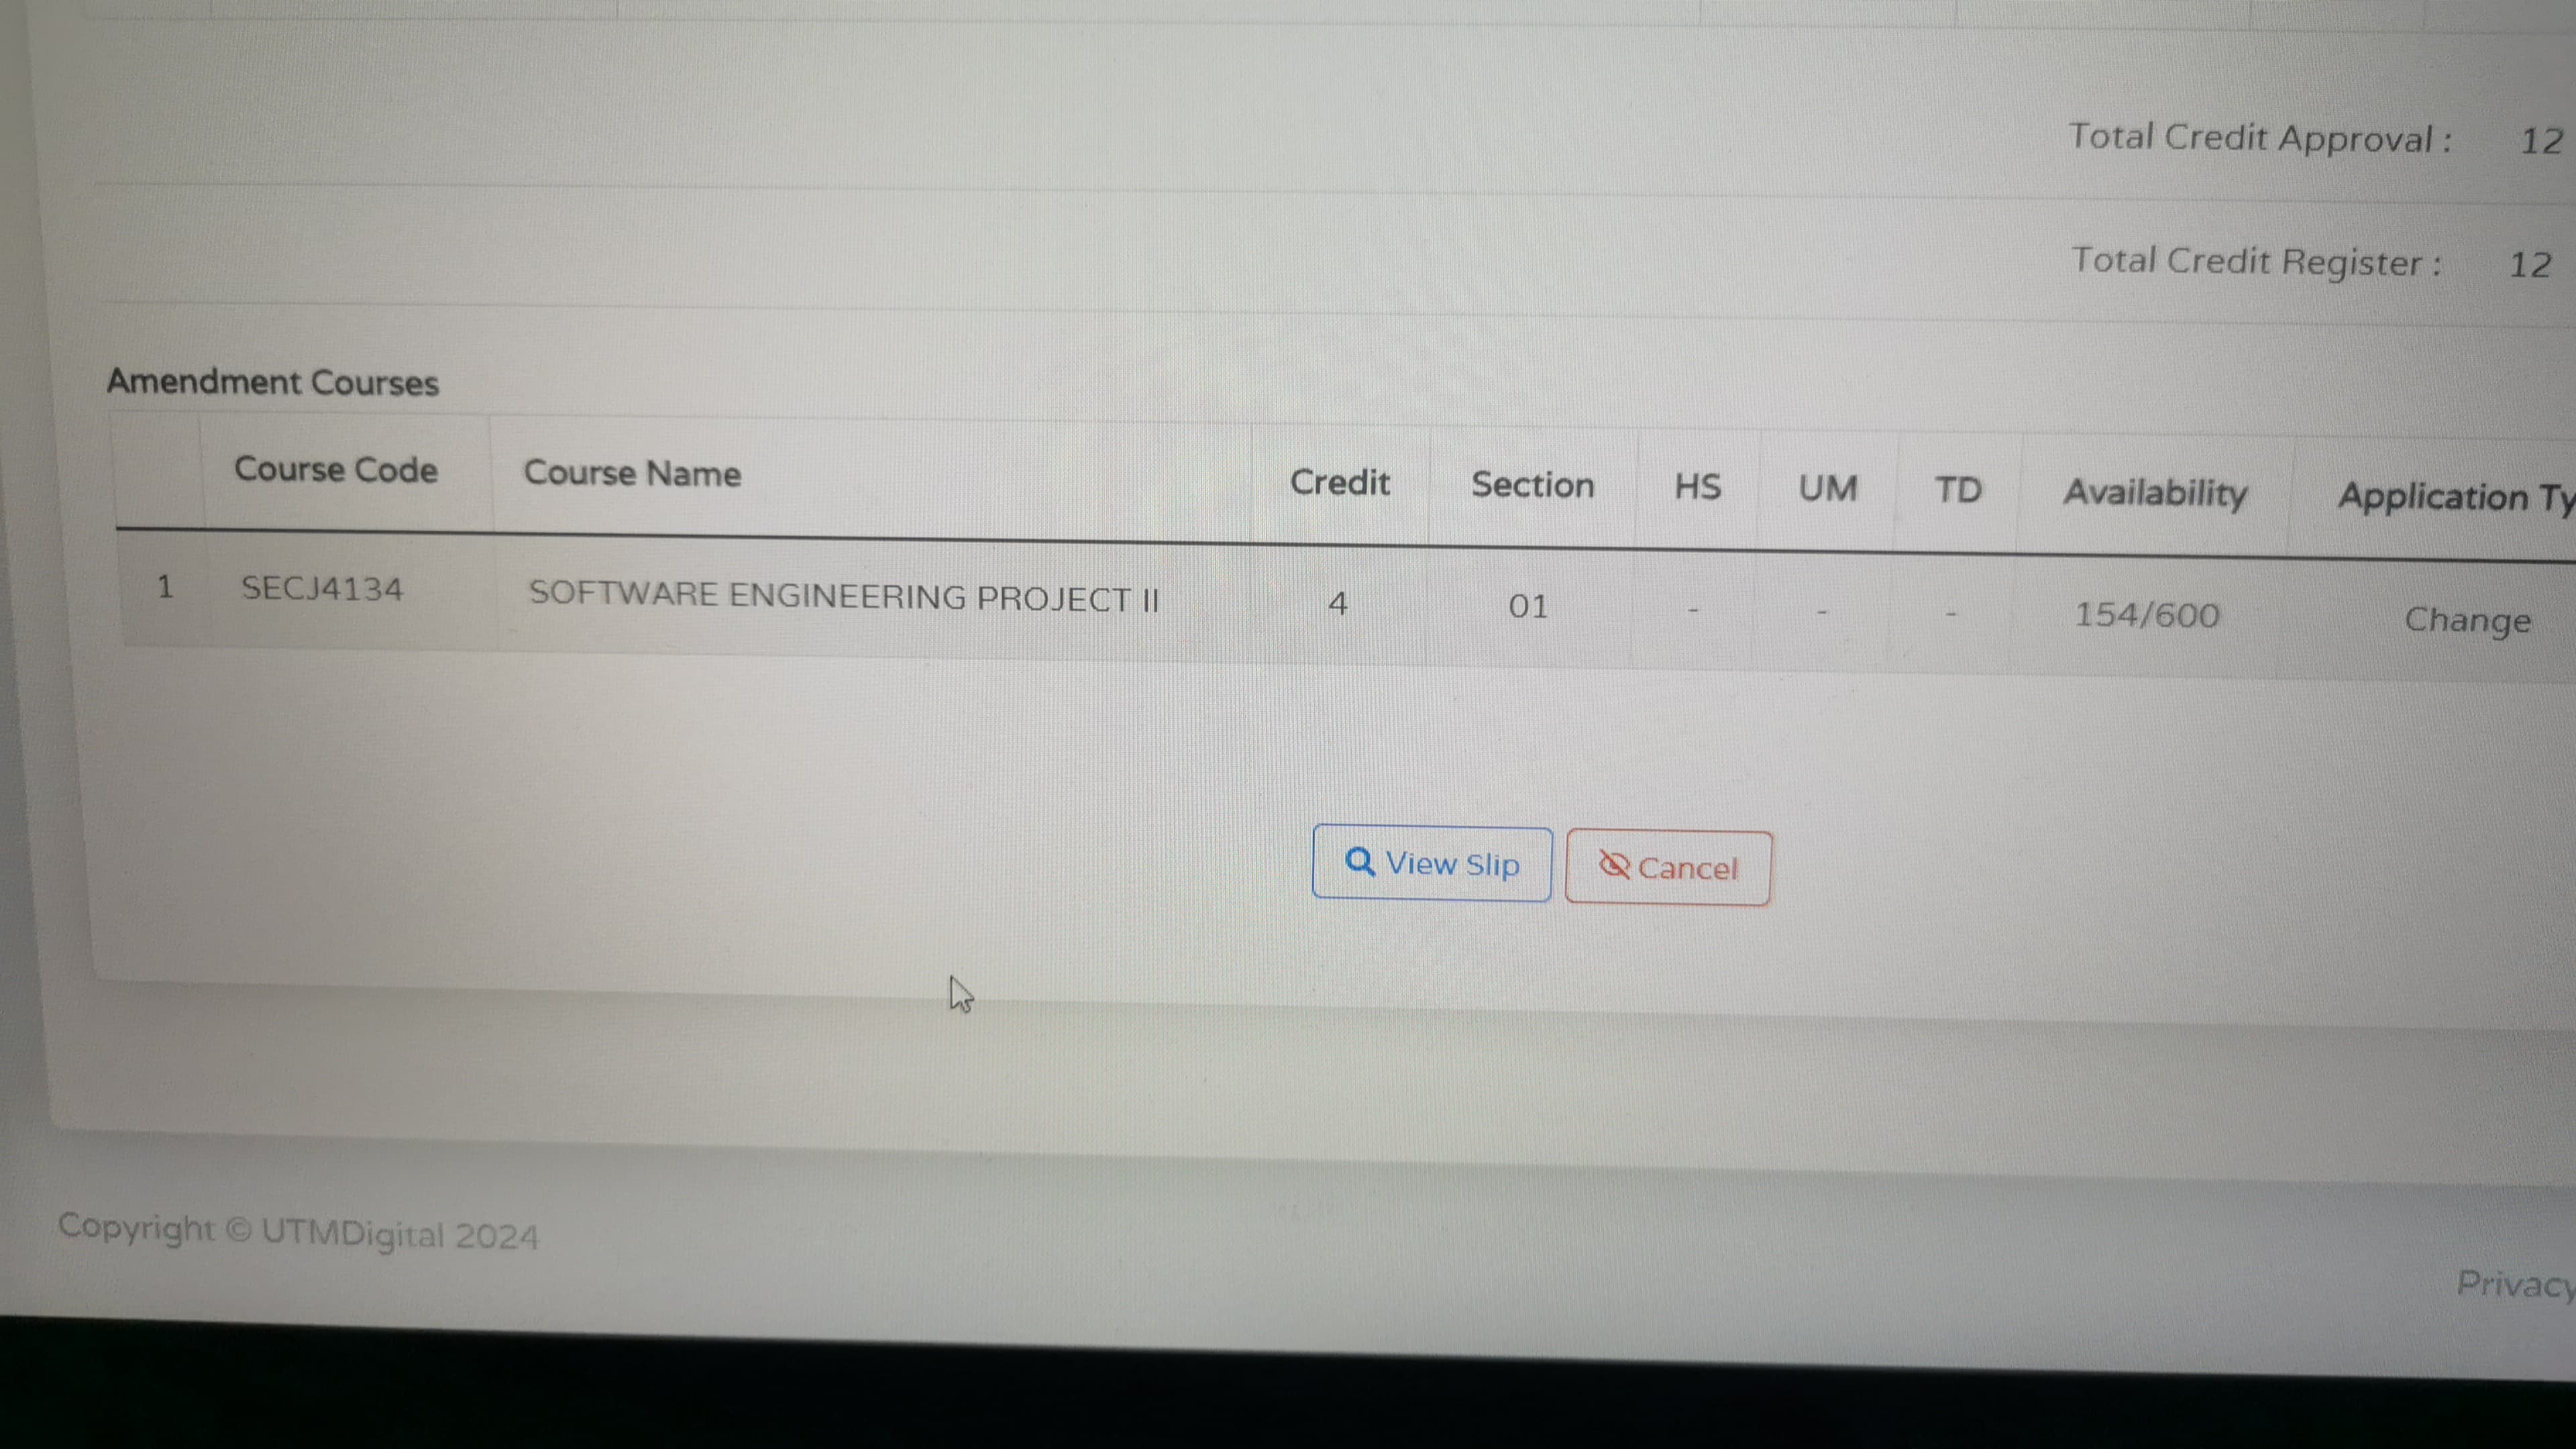 Total Credit Approval : 12
Total Credit Register : 12
Amendment Courses
Course Code Course Name Credit Section HS UM TD Availability Application Ty
1 SECJ4134 SOFTWARE ENGINEERING PROJECT II 4 01 - - - 154/600 Change
View Slip Cancel
Copyright © UTMDigital 2024
Privacy